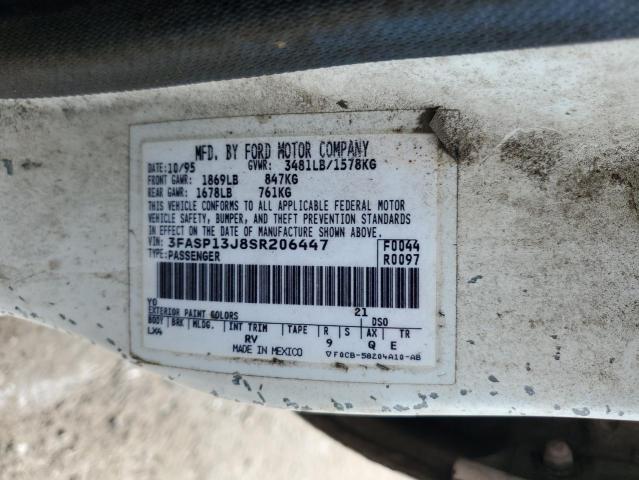 MFD. BY FORD MOTOR COMPANY
DATE: 10/95 GVWR: 3481LB/1578KG
FRONT GAWR: 1869LB 847KG
REAR GAWR: 1678LB 761KG
THIS VEHICLE CONFORMS TO ALL APPLICABLE FEDERAL MOTOR
VEHICLE SAFETY, BUMPER, AND THEFT PREVENTION STANDARDS
IN EFFECT ON THE DATE OF MANUFACTURE SHOWN ABOVE.
VIN: 3FASP13J8SR206447 F0044
TYPE: PASSENGER R0097
YO 21
EXTERIOR PAINT COLORS DSO
BODY BRK MLDG. INT TRIM TAPE R S AX TR
LX4 RV 9 Q E
MADE IN MEXICO ▽F0CB-58204A10-AB